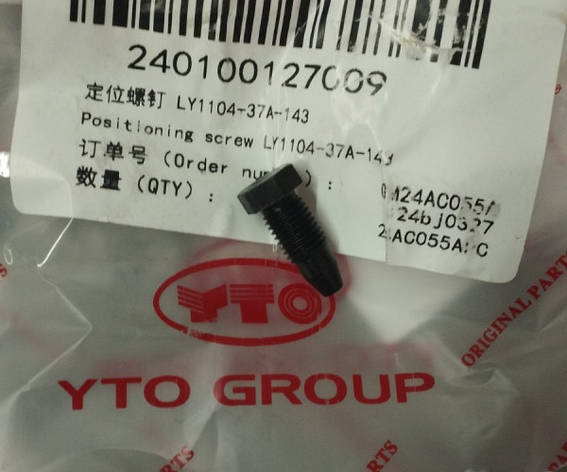 240100127009
定位螺钉 LY1104-37A-143
Positioning screw LY1104-37A-143
订单号 (Order ): 
数量 (QTY) :
24bj0327
YTO
YTO GROUP
ORIGINAL PARTS